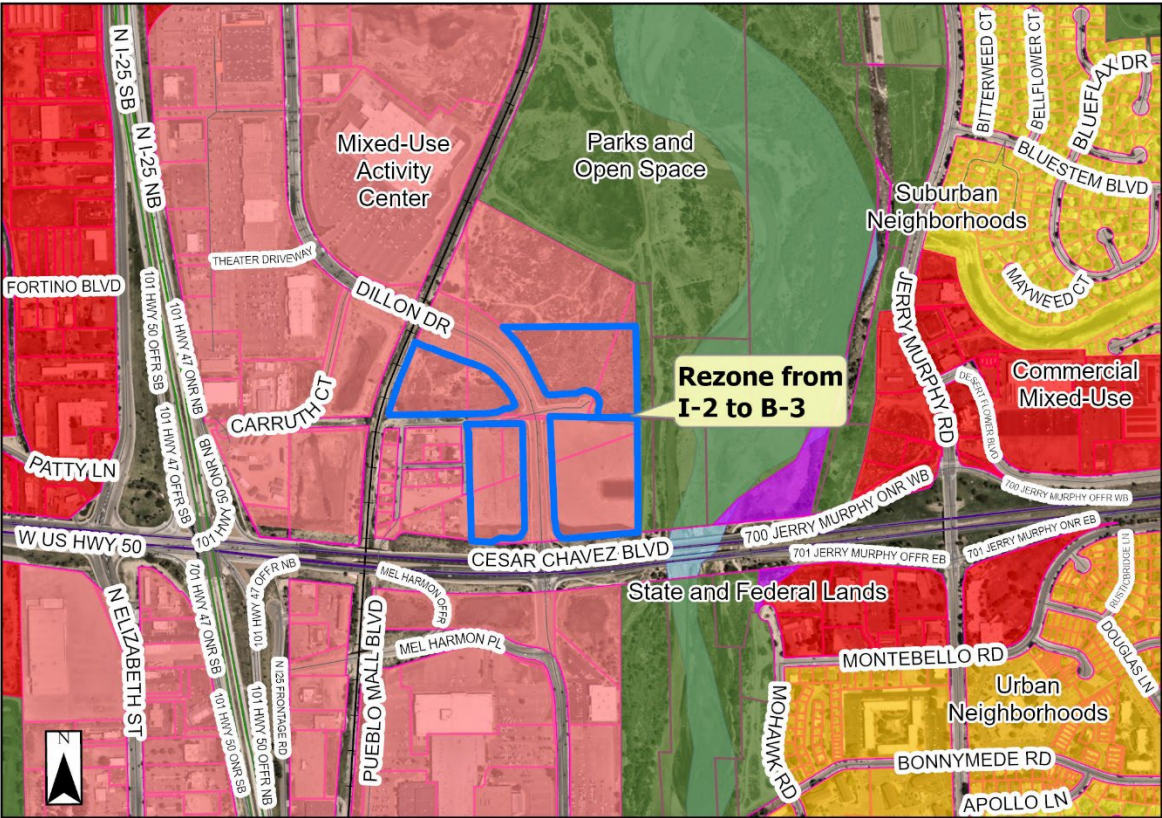 N I-25 SB
N I-25 NB
Mixed-Use
Activity
Center
Parks and
Open Space
BITTERWEED CT
BELLFLOWER CT
BLUEFLAX DR
BLUESTEM BLVD
Suburban
Neighborhoods
MAYWEED CT
THEATER DRIVEWAY
FORTINO BLVD
DILLON DR
JERRY MURPHY RD
101 HWY 50 OFFR SB
101 HWY 47 ONR NB
Rezone from
I-2 to B-3
Commercial
Mixed-Use
DESERT FLOWER BLVD
CARRUTH CT
PATTY LN
101 HWY 47 OFFR SB
101 HWY 50 ONR NB
700 JERRY MURPHY OFFR WB
700 JERRY MURPHY ONR WB
W US HWY 50
CESAR CHAVEZ BLVD
701 JERRY MURPHY OFFR EB
701 JERRY MURPHY ONR EB
State and Federal Lands
N ELIZABETH ST
101 HWY 47 ONR SB
101 HWY 47 OFFR NB
MEL HARMON OFFR
MEL HARMON PL
PUEBLO MALL BLVD
N I25 FRONTAGE RD
101 HWY 50 ONR SB
101 HWY 50 OFFR NB
RUSTICBRIDGE LN
DOUGLAS LN
MONTEBELLO RD
Urban
Neighborhoods
MOHAWK RD
BONNYMEDE RD
APOLLO LN
N